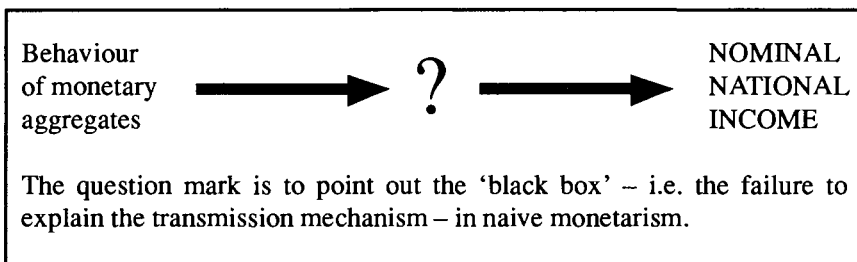 Behaviour
of monetary
aggregates
?
NOMINAL
NATIONAL
INCOME
The question mark is to point out the ‘black box’ – i.e. the failure to
explain the transmission mechanism – in naive monetarism.